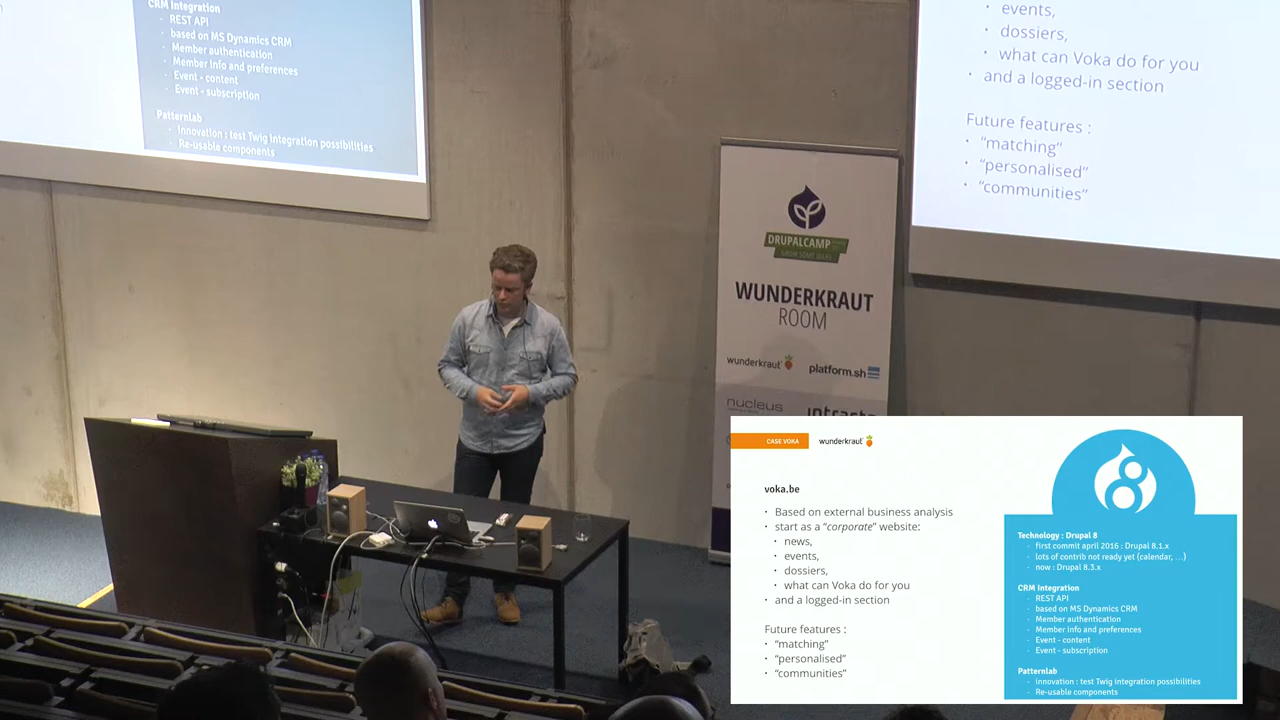 CRM Integration
- REST API
- based on MS Dynamics CRM
- Member authentication
- Member info and preferences
- Event - content
- Event - subscription
Patternlab
- Innovation : test Twig integration possibilities
- Re-usable components
• events,
• dossiers,
• what can Voka do for you
• and a logged-in section
Future features :
• “matching”
• “personalised”
• “communities”
DRUPALCAMP
GROW SOME IDEAS
WUNDERKRAUT
ROOM
wunderkraut
platform.sh
nucleus
CASE VOKA
wunderkraut
voka.be
• Based on external business analysis
• start as a “corporate” website:
• news,
• events,
• dossiers,
• what can Voka do for you
• and a logged-in section
Future features :
• “matching”
• “personalised”
• “communities”
Technology : Drupal 8
- first commit april 2016 : Drupal 8.1.x
- lots of contrib not ready yet (calendar, …)
- now : Drupal 8.3.x
CRM Integration
- REST API
- based on MS Dynamics CRM
- Member authentication
- Member info and preferences
- Event - content
- Event - subscription
Patternlab
- innovation : test Twig integration possibilities
- Re-usable components